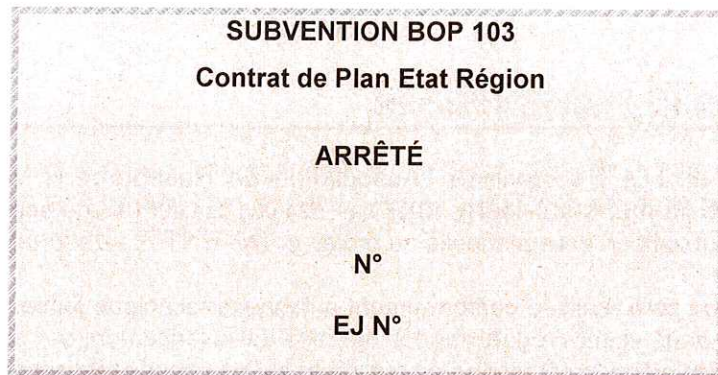 SUBVENTION BOP 103
Contrat de Plan Etat Région
ARRÊTÉ
N°
EJ N°